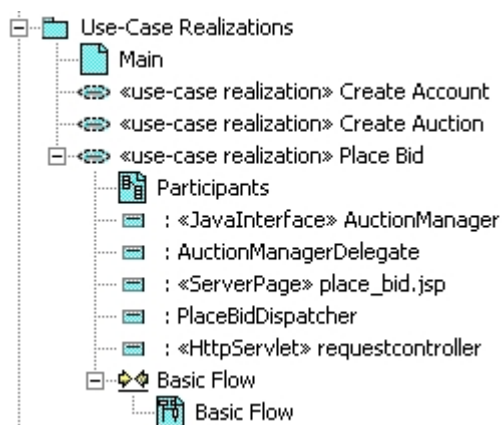 Use-Case Realizations
Main
«use-case realization» Create Account
«use-case realization» Create Auction
«use-case realization» Place Bid
Participants
: «JavaInterface» AuctionManager
: AuctionManagerDelegate
: «ServerPage» place_bid.jsp
: PlaceBidDispatcher
: «HttpServlet» requestcontroller
Basic Flow
Basic Flow